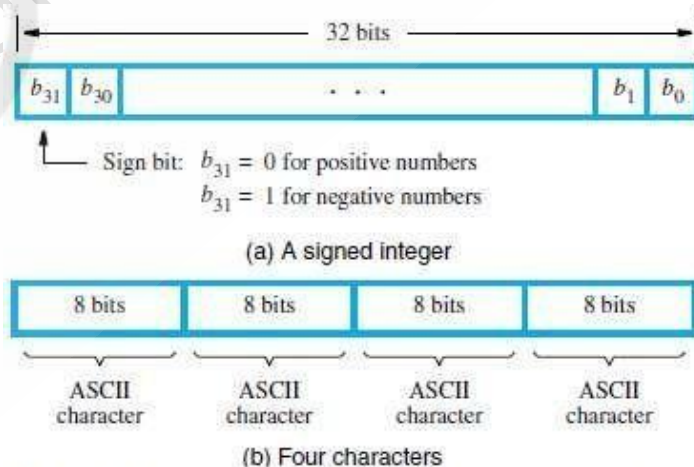 32 bits
b31 b30 . . . b1 b0
Sign bit: b31 = 0 for positive numbers
b31 = 1 for negative numbers
(a) A signed integer
8 bits 8 bits 8 bits 8 bits
ASCII ASCII ASCII ASCII
character character character character
(b) Four characters